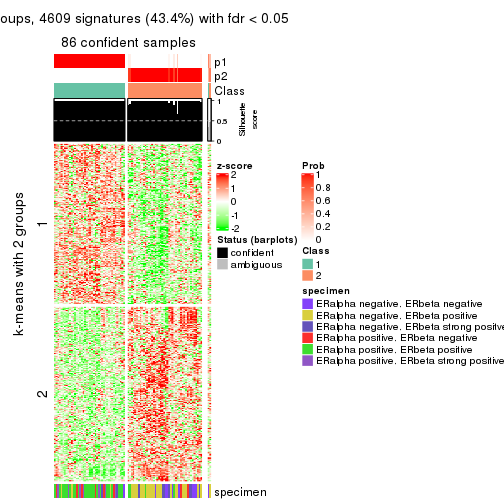 oups, 4609 signatures (43.4%) with fdr < 0.05
86 confident samples
p1
p2
Class
1
0.5
0
Silhouette
score
k-means with 2 groups
1
2
z-score
2
1
0
-1
-2
Status (barplots)
confident
ambiguous
Prob
1
0.8
0.6
0.4
0.2
0
Class
1
2
specimen
ERalpha negative. ERbeta negative
ERalpha negative. ERbeta positive
ERalpha negative. ERbeta strong positive
ERalpha positive. ERbeta negative
ERalpha positive. ERbeta positive
ERalpha positive. ERbeta strong positive
specimen